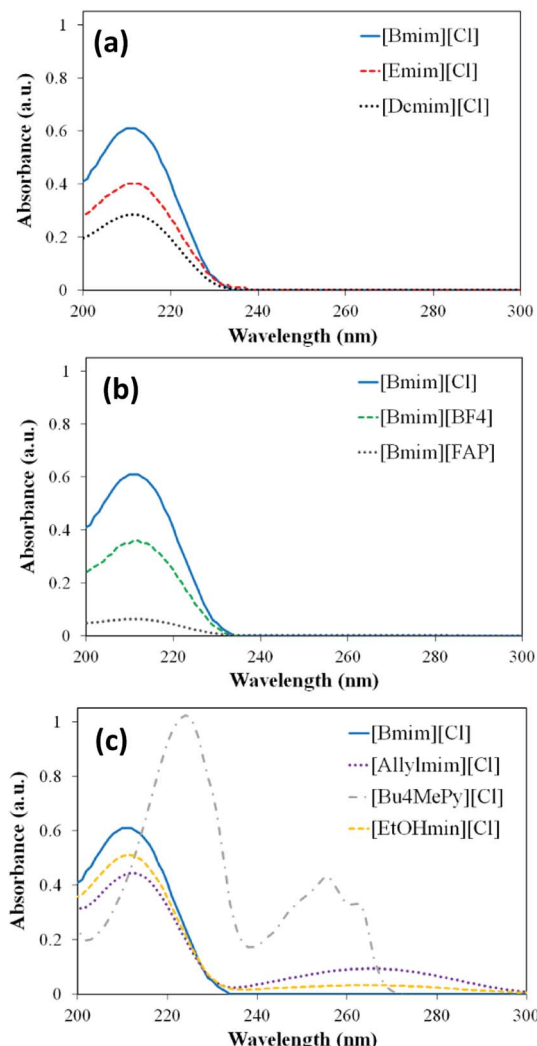 (a)
[Bmim][Cl]
[Emim][Cl]
[Dcmim][Cl]
Absorbance (a.u.)
1
0.8
0.6
0.4
0.2
0
200 220 240 260 280 300
Wavelength (nm)
(b)
[Bmim][Cl]
[Bmim][BF4]
[Bmim][FAP]
Absorbance (a.u.)
1
0.8
0.6
0.4
0.2
0
200 220 240 260 280 300
Wavelength (nm)
(c)
[Bmim][Cl]
[Allylmim][Cl]
[Bu4MePy][Cl]
[EtOHmin][Cl]
Absorbance (a.u.)
1
0.8
0.6
0.4
0.2
0
200 220 240 260 280 300
Wavelength (nm)